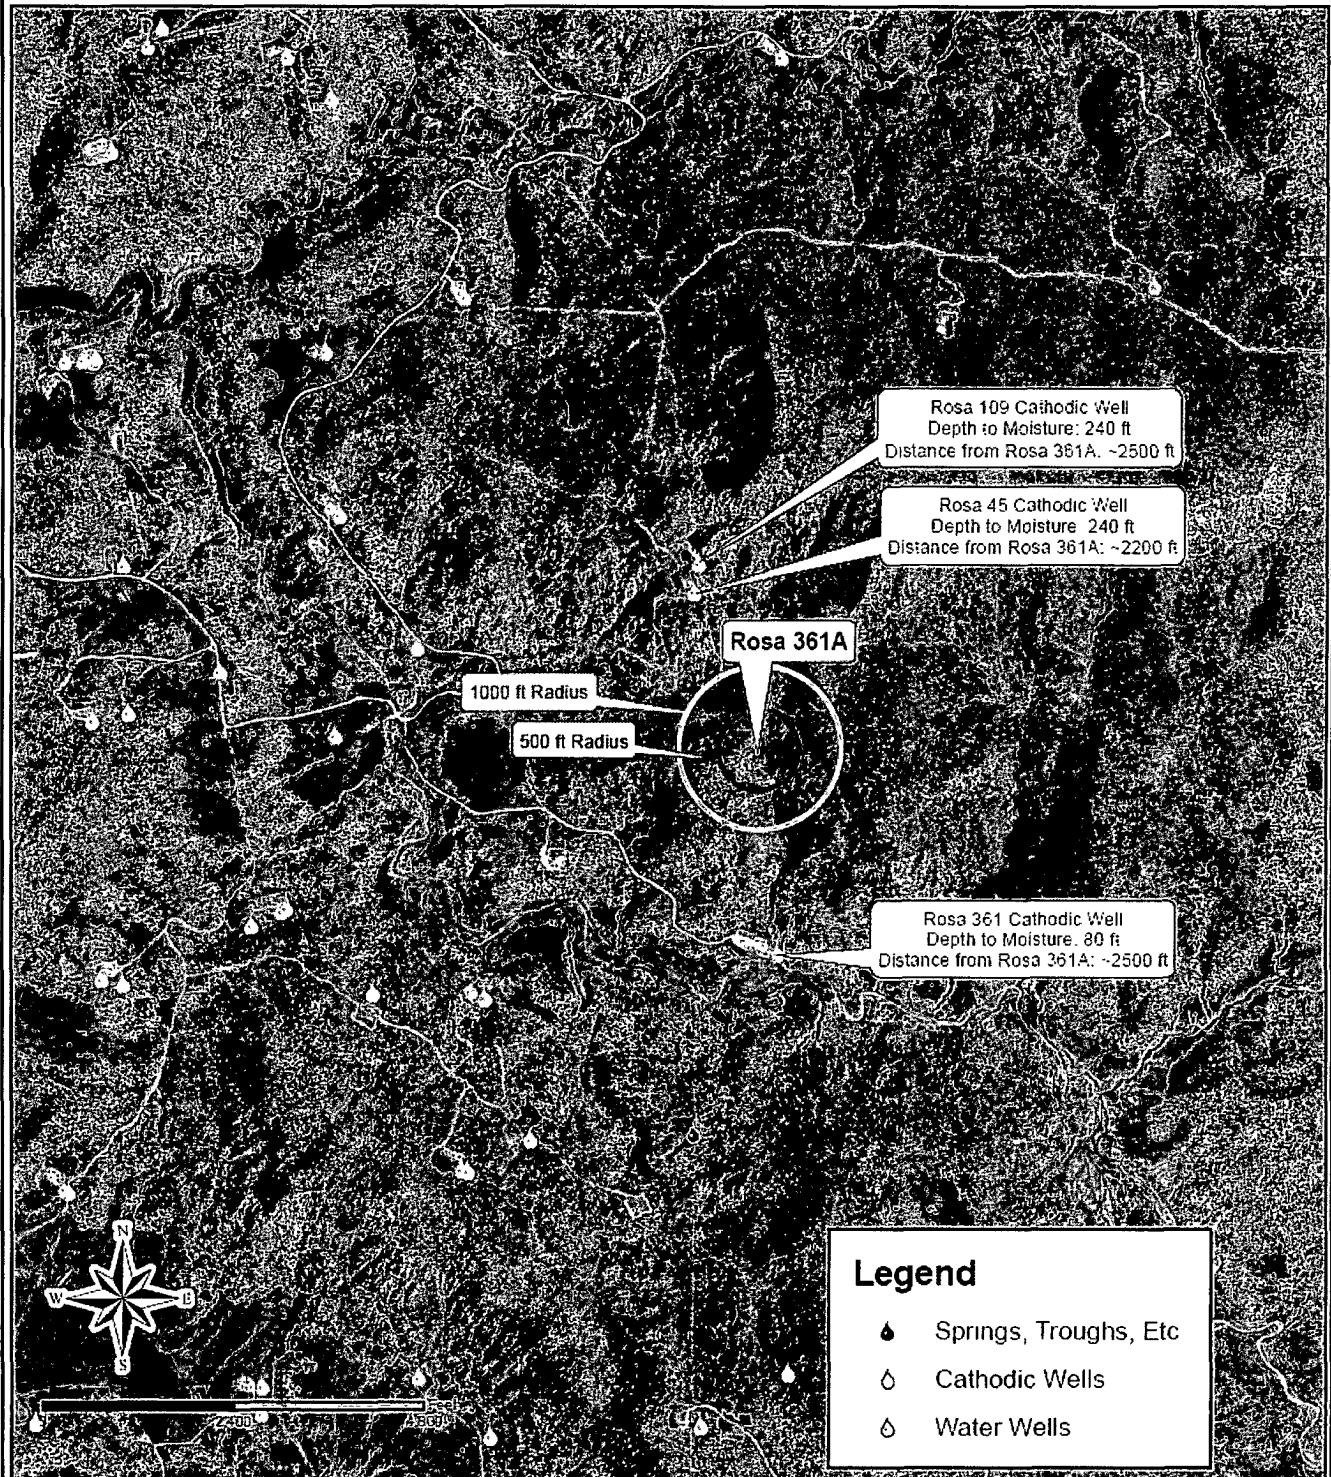 Rosa 109 Cathodic Well
Depth to Moisture: 240 ft
Distance from Rosa 361A. ~2500 ft
Rosa 45 Cathodic Well
Depth to Moisture 240 ft
Distance from Rosa 361A: ~2200 ft
Rosa 361A
1000 ft Radius
500 ft Radius
Rosa 361 Cathodic Well
Depth to Moisture. 80 ft
Distance from Rosa 361A: ~2500 ft
N
W
E
S
2,400
Legend
Springs, Troughs, Etc
Cathodic Wells
Water Wells